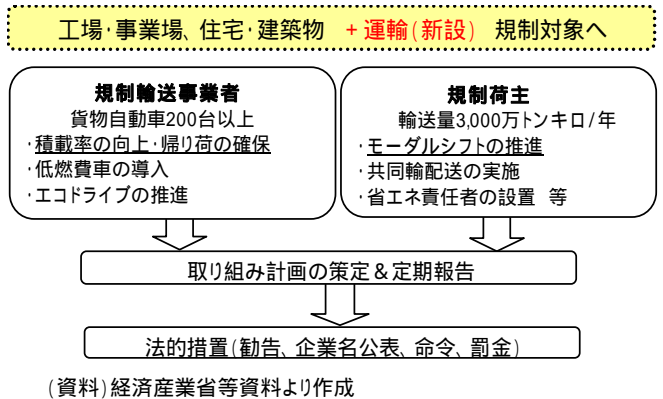 工場・事業場、住宅・建築物 +運輸(新設) 規制対象へ
規制輸送事業者
貨物自動車200台以上
・積載率の向上・帰り荷の確保
・低燃費車の導入
・エコドライブの推進
規制荷主
輸送量3,000万トンキロ/年
・モーダルシフトの推進
・共同輸配送の実施
・省エネ責任者の設置 等
取り組み計画の策定&定期報告
法的措置(勧告、企業名公表、命令、罰金)
(資料)経済産業省等資料より作成